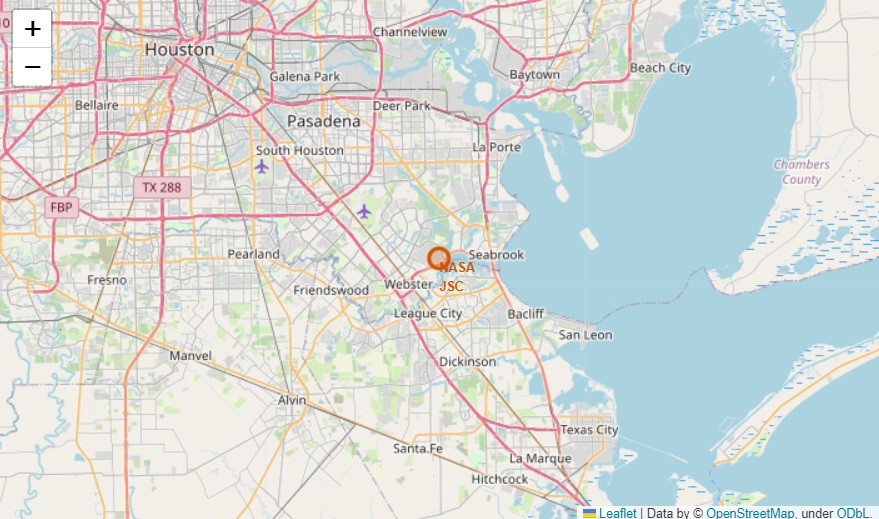 +
−
10
Houston
Channelview
Galena Park
Baytown
Beach City
Bellaire
Deer Park
Pasadena
South Houston
La Porte
Chambers
County
TX 288
FBP
Pearland
NASA
JSC
Seabrook
Fresno
Friendswood
Webster
League City
Bacliff
San Leon
Manvel
Dickinson
Alvin
Texas City
Santa Fe
La Marque
Hitchcock
Leaflet | Data by © OpenStreetMap, under ODbL.